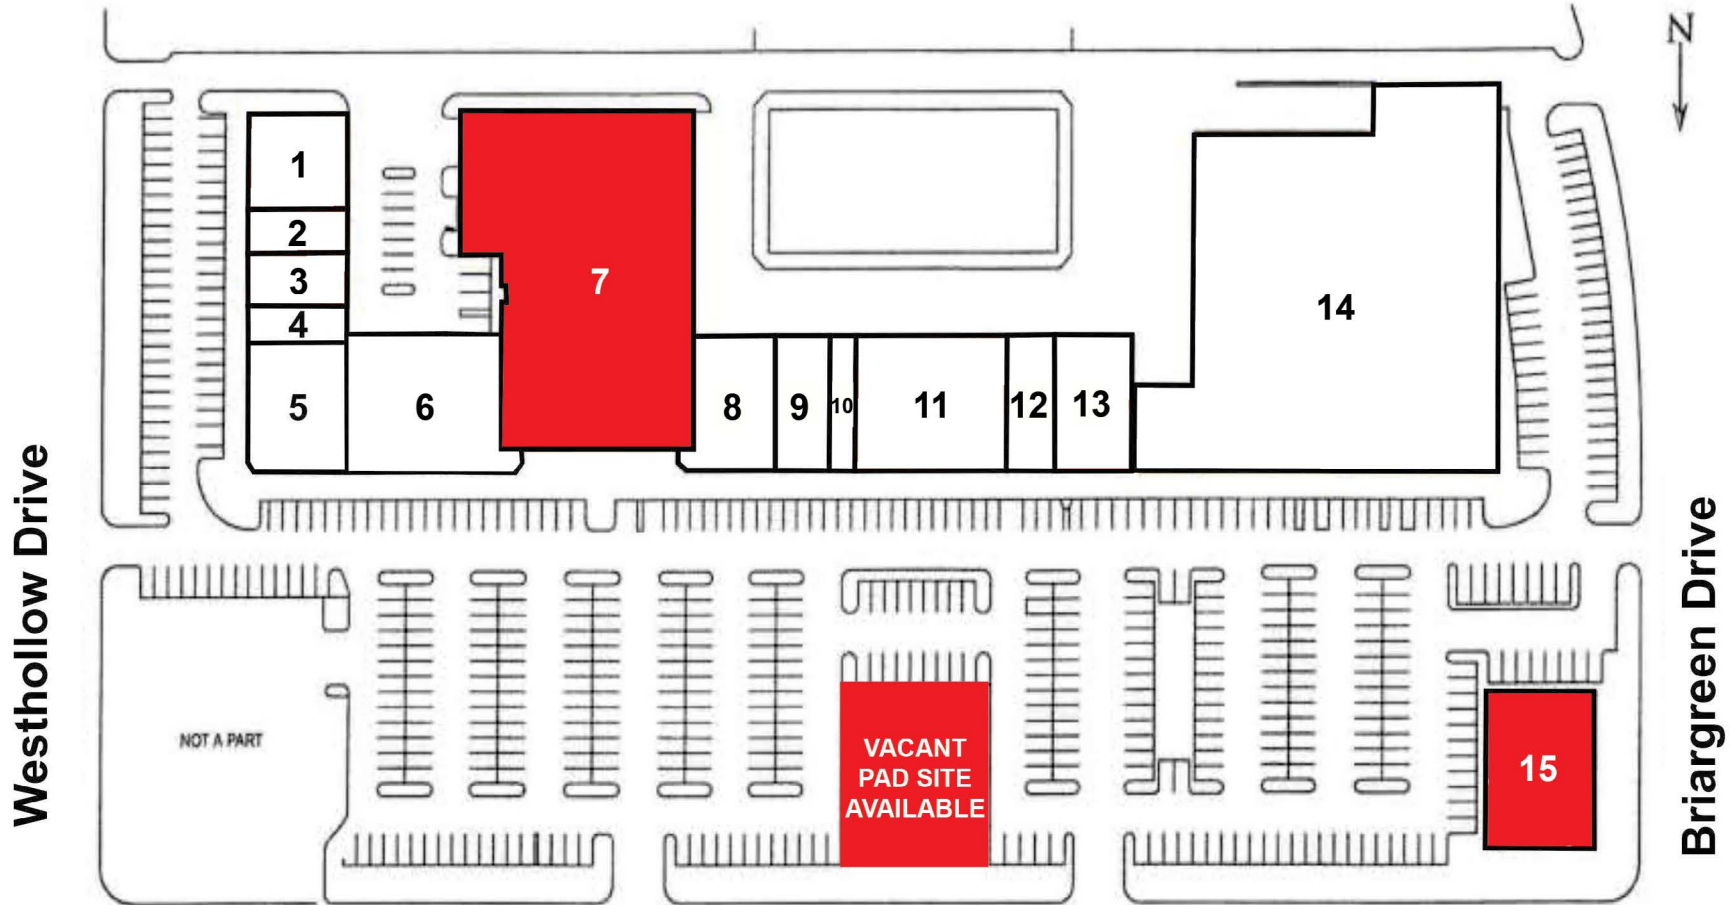 N
1
2
3
4
5
6
7
8
9
10
11
12
13
14
Westhollow Drive
Briargreen Drive
NOT A PART
VACANT
PAD SITE
AVAILABLE
15